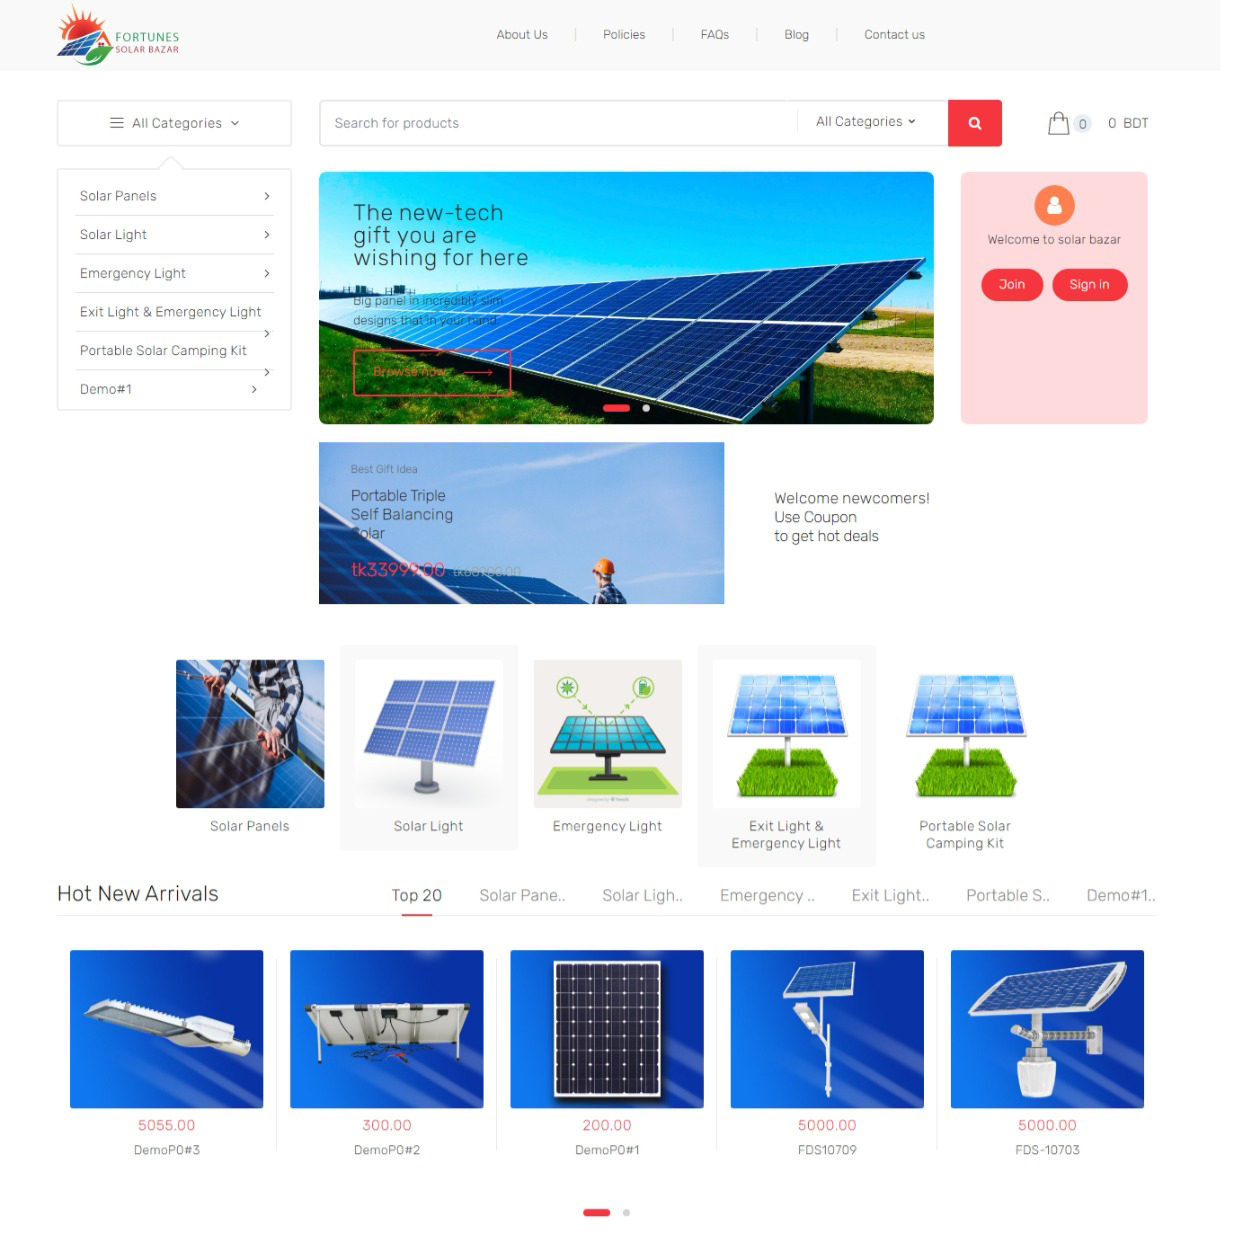 FORTUNES
SOLAR BAZAR
About Us
Policies
FAQs
Blog
Contact us
All Categories
Search for products
All Categories
0
0 BDT
Solar Panels
Solar Light
Emergency Light
Exit Light & Emergency Light
Portable Solar Camping Kit
Demo#1
The new-tech
gift you are
wishing for here
Big panel in incredibly slim
designs that in your hand.
Browse now
Welcome to solar bazar
Join
Sign in
Best Gift Idea
Portable Triple
Self Balancing
Solar
tk33999.00
Welcome newcomers!
Use Coupon
to get hot deals
Solar Panels
Solar Light
Emergency Light
Exit Light &
Emergency Light
Portable Solar
Camping Kit
Hot New Arrivals
Top 20
Solar Pane..
Solar Ligh..
Emergency ..
Exit Light..
Portable S..
Demo#1..
5055.00
DemoP0#3
300.00
DemoP0#2
200.00
DemoP0#1
5000.00
FDS10709
5000.00
FDS-10703